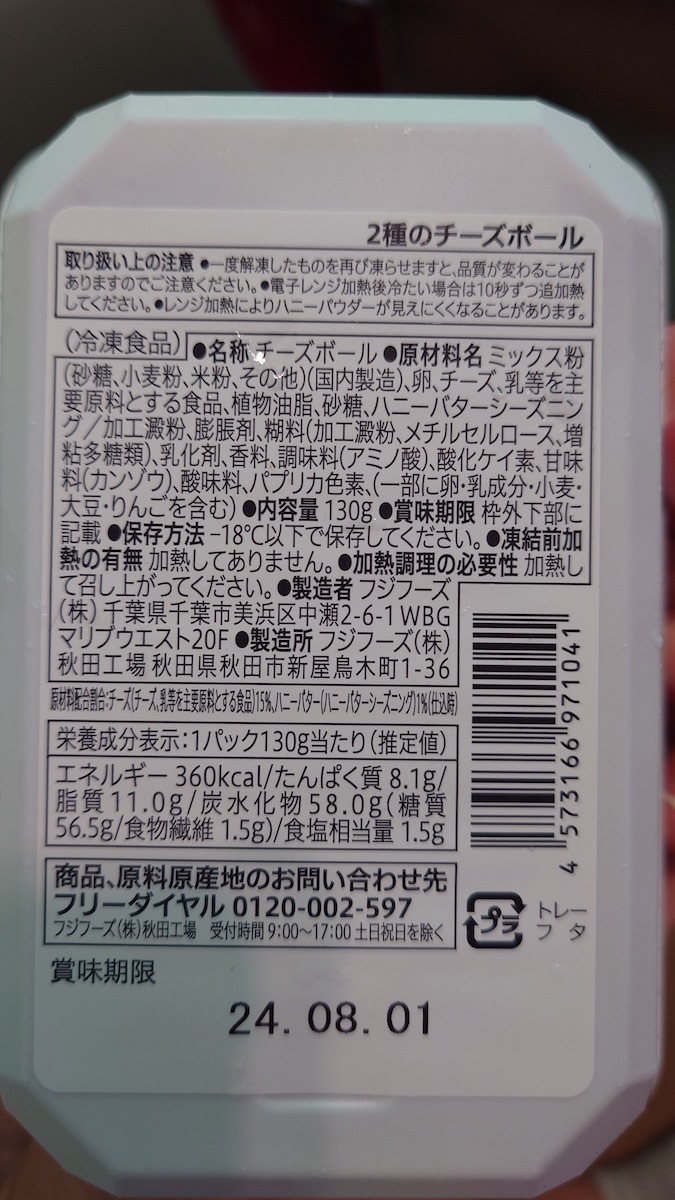 2種のチーズボール
取り扱い上の注意 ●一度解凍したものを再び凍らせますと、品質が変わることが
ありますのでご注意ください。●電子レンジ加熱後冷たい場合は10秒ずつ追加熱
してください。●レンジ加熱によりハニーパウダーが見えにくくなることがあります。
(冷凍食品) ●名称 チーズボール ●原材料名 ミックス粉
(砂糖、小麦粉、米粉、その他)(国内製造)、卵、チーズ、乳等を主
要原料とする食品、植物油脂、砂糖、ハニーバターシーズニン
グ/加工澱粉、膨脹剤、糊料(加工澱粉、メチルセルロース、増
粘多糖類)、乳化剤、香料、調味料(アミノ酸)、酸化ケイ素、甘味
料(カンゾウ)、酸味料、パプリカ色素、(一部に卵・乳成分・小麦・
大豆・りんごを含む) ●内容量 130g ●賞味期限 枠外下部に
記載 ●保存方法 -18℃以下で保存してください。●凍結前加
熱の有無 加熱してありません。●加熱調理の必要性 加熱し
て召し上がってください。●製造者 フジフーズ
(株) 千葉県千葉市美浜区中瀬2-6-1 WBG
マリブウエスト20F ●製造所 フジフーズ(株)
秋田工場 秋田県秋田市新屋鳥木町1-36
原材料配合割合:チーズ(チーズ、乳等を主要原料とする食品)15%、ハニーバター(ハニーバターシーズニング)1%(仕込時)
栄養成分表示:1パック130g当たり(推定値)
エネルギー 360kcal/たんぱく質 8.1g/
脂質 11.0g/炭水化物 58.0g(糖質
56.5g/食物繊維 1.5g)/食塩相当量 1.5g
商品、原料原産地のお問い合わせ先
フリーダイヤル 0120-002-597
フジフーズ(株)秋田工場 受付時間 9:00~17:00 土日祝日を除く
4 573166 971041
プラ
トレー
フタ
賞味期限
24. 08. 01